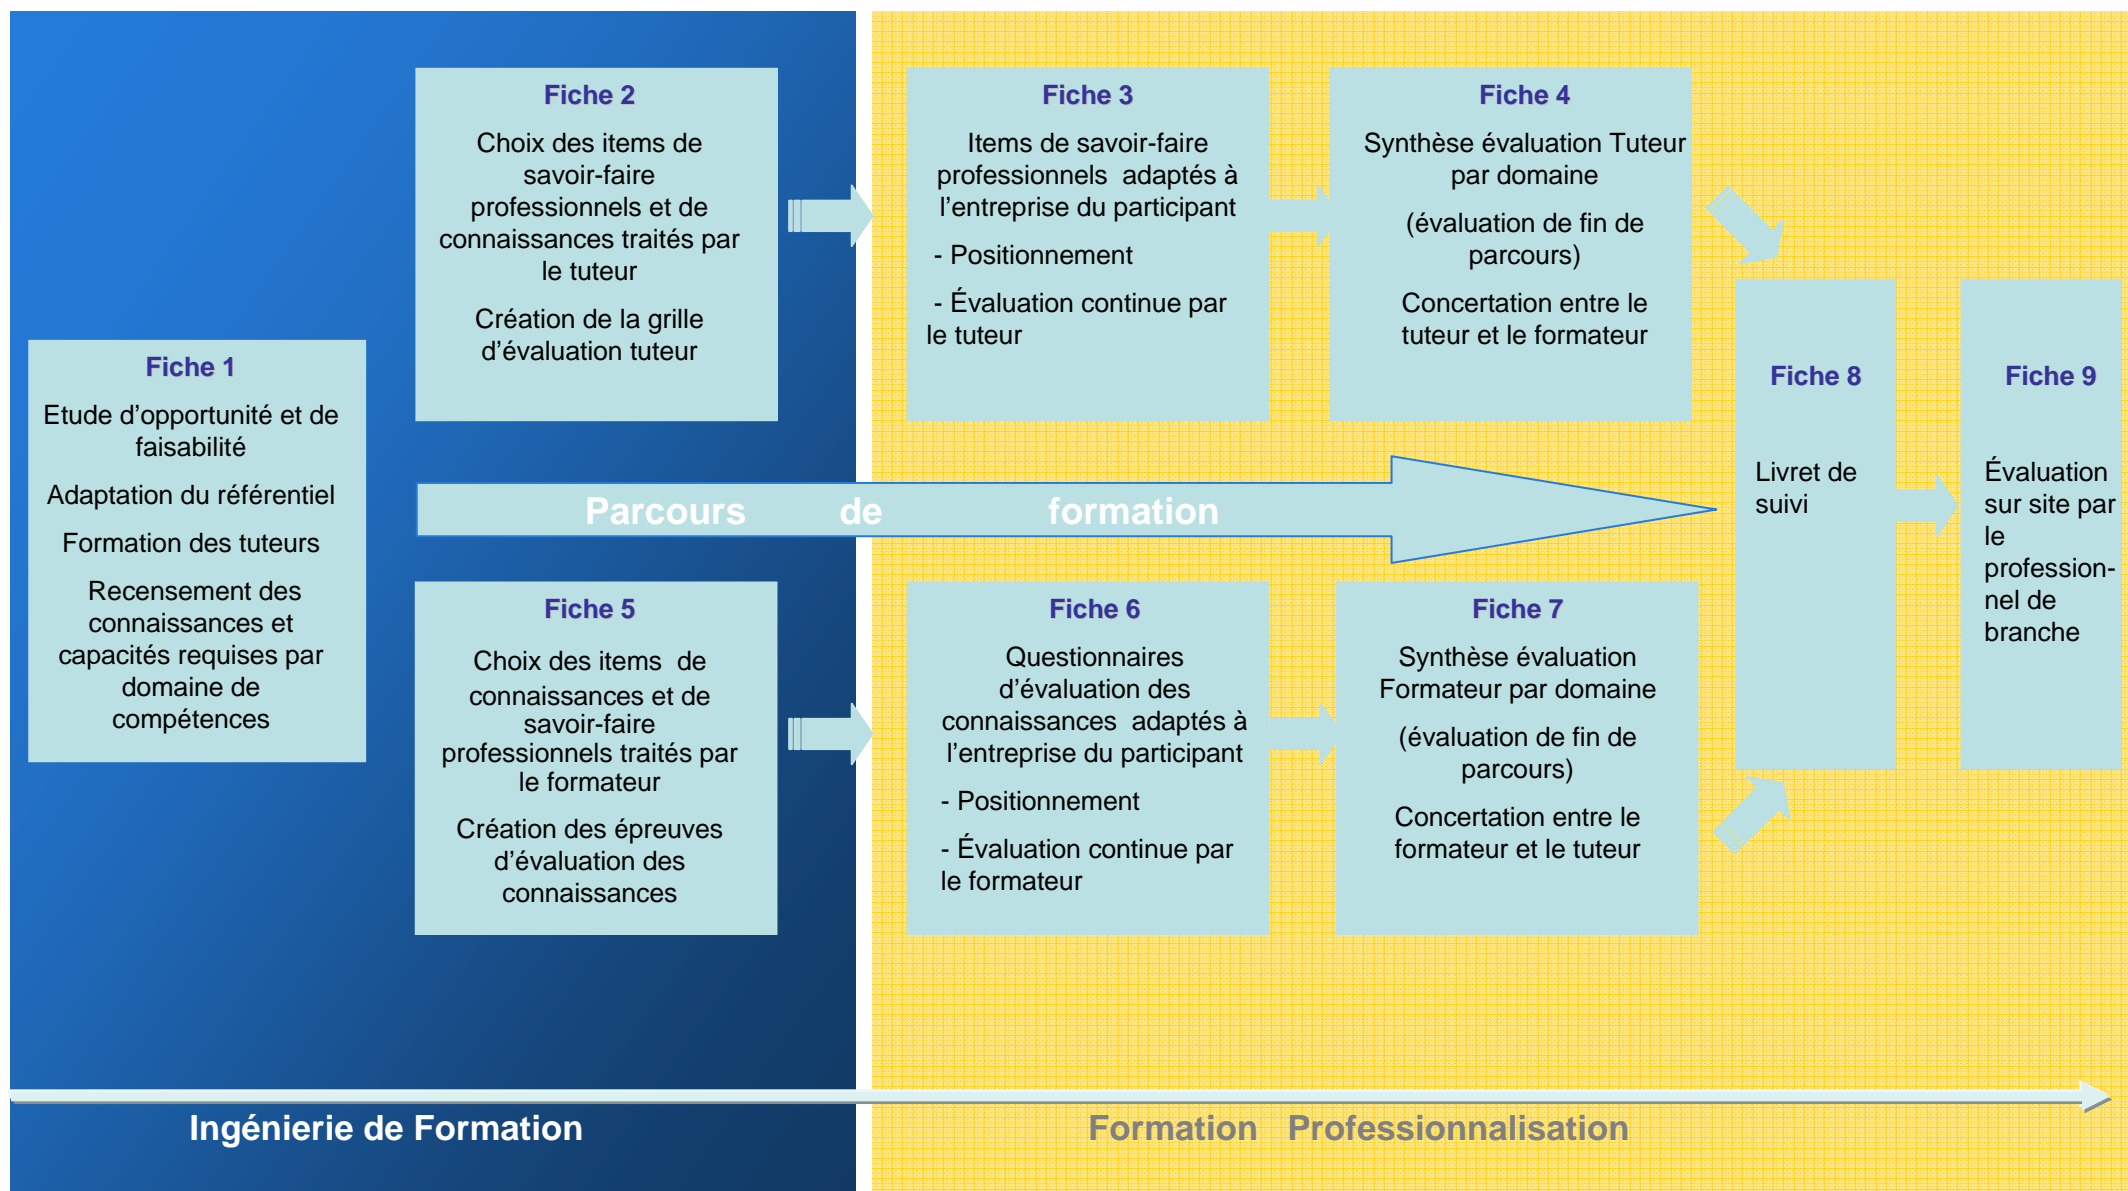 Fiche 1
Etude d’opportunité et de
faisabilité
Adaptation du référentiel
Formation des tuteurs
Recensement des
connaissances et
capacités requises par
domaine de
compétences
Fiche 2
Choix des items de
savoir-faire
professionnels et de
connaissances traités par
le tuteur
Création de la grille
d’évaluation tuteur
Fiche 3
Items de savoir-faire
professionnels adaptés à
l’entreprise du participant
- Positionnement
- Évaluation continue par
le tuteur
Fiche 4
Synthèse évaluation Tuteur
par domaine
(évaluation de fin de
parcours)
Concertation entre le
tuteur et le formateur
Parcours de formation
Fiche 5
Choix des items de
connaissances et de
savoir-faire
professionnels traités par
le formateur
Création des épreuves
d’évaluation des
connaissances
Fiche 6
Questionnaires
d’évaluation des
connaissances adaptés à
l’entreprise du participant
- Positionnement
- Évaluation continue par
le formateur
Fiche 7
Synthèse évaluation
Formateur par domaine
(évaluation de fin de
parcours)
Concertation entre le
formateur et le tuteur
Fiche 8
Livret de
suivi
Fiche 9
Évaluation
sur site par
le
profession-
nel de
branche
Ingénierie de Formation
Formation Professionnalisation